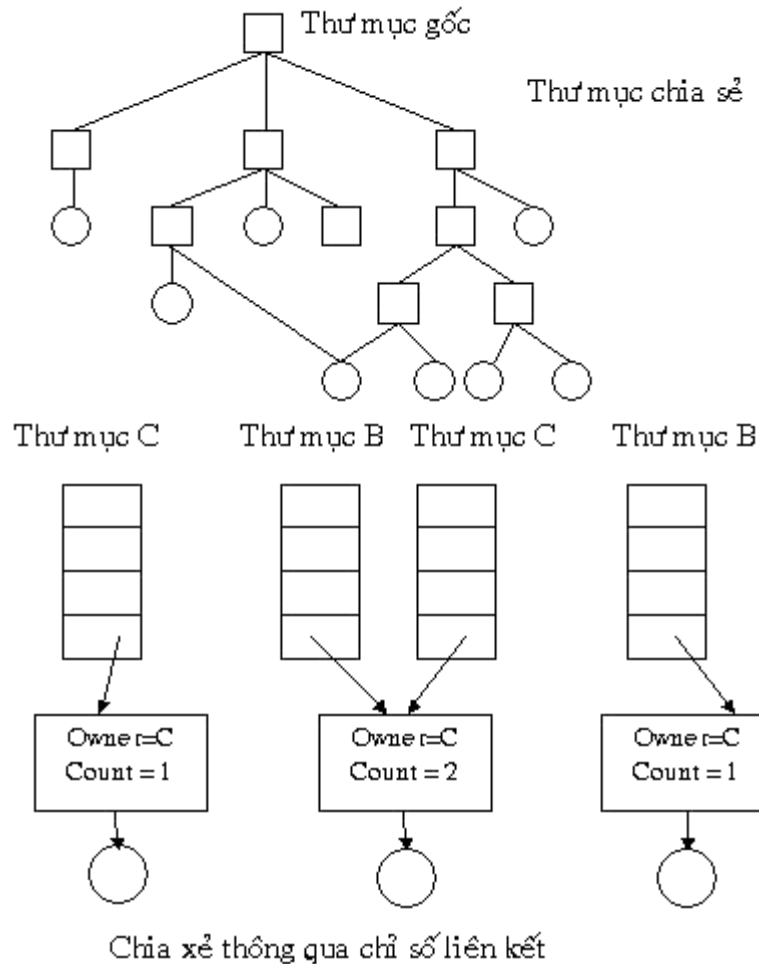 Thư mục gốc
Thư mục chia sẻ
Thư mục C
Thư mục B
Thư mục C
Thư mục B
Owner=C
Count = 1
Owner=C
Count = 2
Owner=C
Count = 1
Chia xẻ thông qua chỉ số liên kết